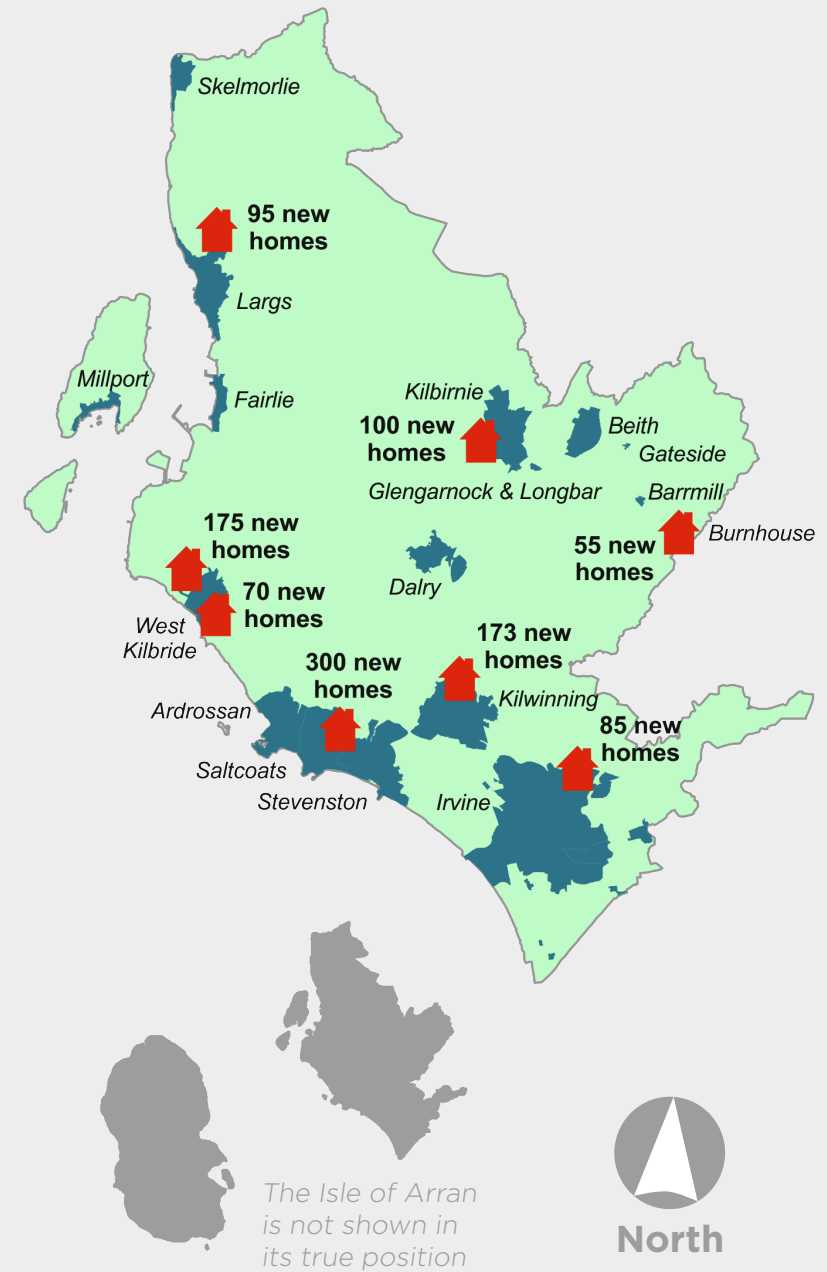 Skelmorlie
95 new
homes
Largs
Millport
Fairlie
Kilbirnie
100 new
homes
Beith
Gateside
Glengarnock & Longbar
Barrmill
175 new
homes
Burnhouse
55 new
homes
Dalry
70 new
homes
West
Kilbride
173 new
homes
300 new
homes
Kilwinning
Ardrossan
85 new
homes
Saltcoats
Stevenston
Irvine
The Isle of Arran
is not shown in
its true position
North